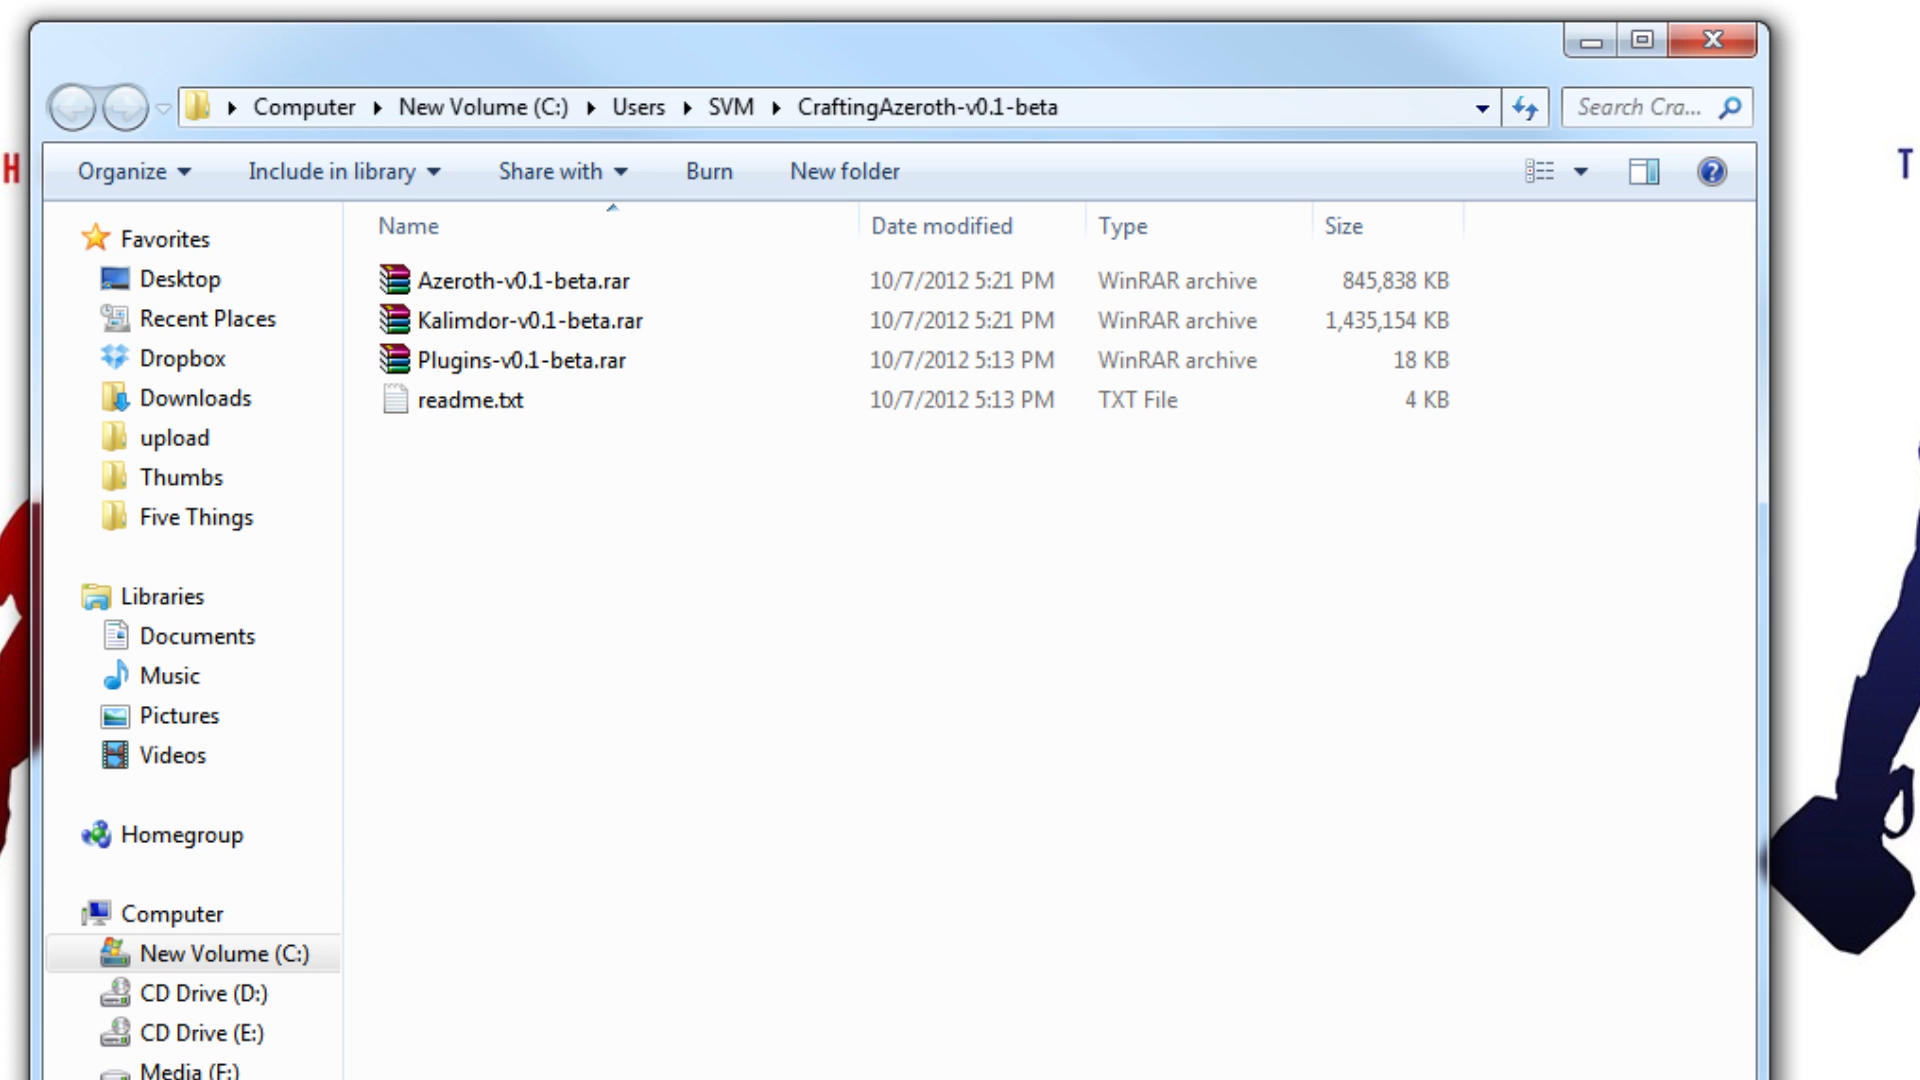 Computer New Volume (C:) Users SVM CraftingAzeroth-v0.1-beta Search Cra...
H
T
Organize Include in library Share with Burn New folder
Name Date modified Type Size
Azeroth-v0.1-beta.rar 10/7/2012 5:21 PM WinRAR archive 845,838 KB
Kalimdor-v0.1-beta.rar 10/7/2012 5:21 PM WinRAR archive 1,435,154 KB
Plugins-v0.1-beta.rar 10/7/2012 5:13 PM WinRAR archive 18 KB
readme.txt 10/7/2012 5:13 PM TXT File 4 KB
Favorites
Desktop
Recent Places
Dropbox
Downloads
upload
Thumbs
Five Things
Libraries
Documents
Music
Pictures
Videos
Homegroup
Computer
New Volume (C:)
CD Drive (D:)
CD Drive (E:)
Media (F:)